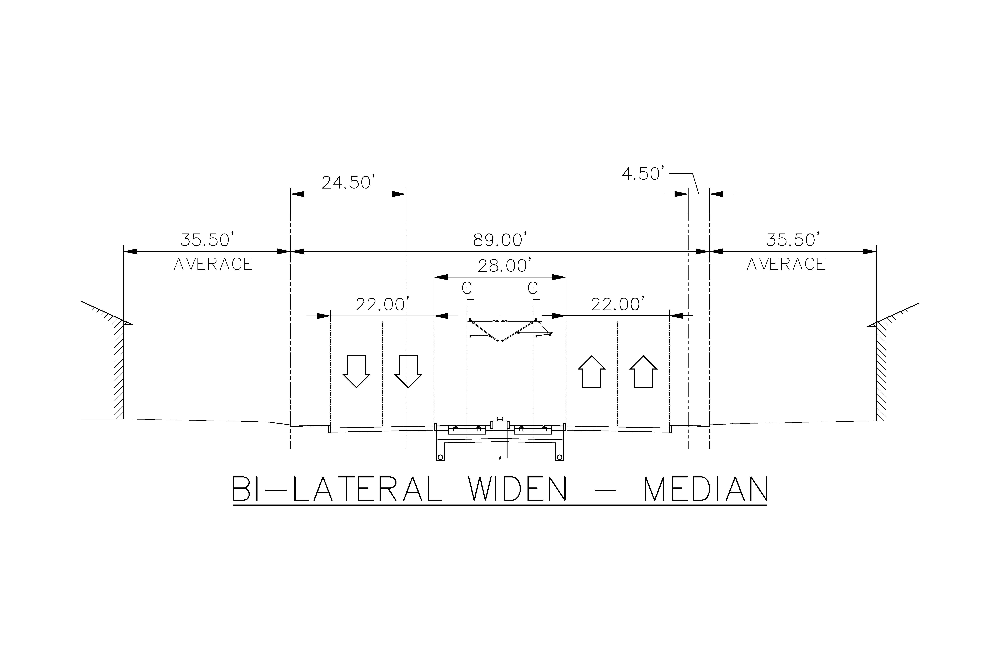 4.50'
24.50'
35.50' 89.00' 35.50'
AVERAGE AVERAGE
28.00'
℄ ℄
22.00' 22.00'
BI-LATERAL WIDEN - MEDIAN